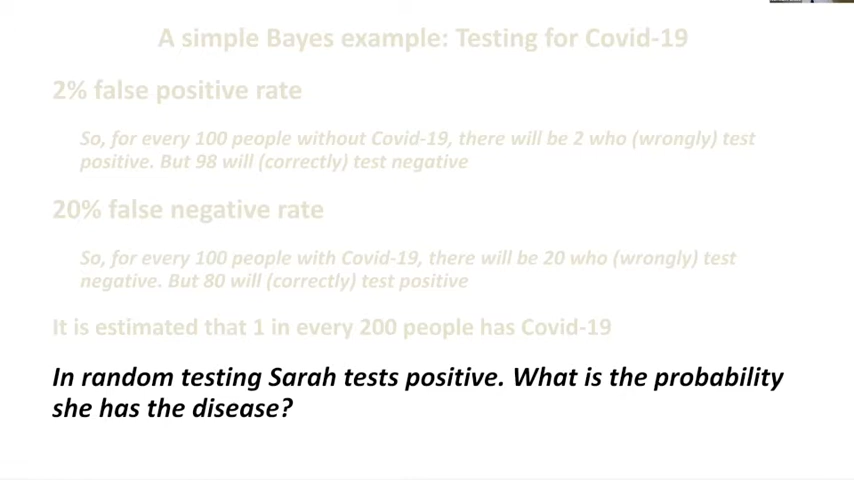 A simple Bayes example: Testing for Covid-19
2% false positive rate
So, for every 100 people without Covid-19, there will be 2 who (wrongly) test
positive. But 98 will (correctly) test negative
20% false negative rate
So, for every 100 people with Covid-19, there will be 20 who (wrongly) test
negative. But 80 will (correctly) test positive
It is estimated that 1 in every 200 people has Covid-19
In random testing Sarah tests positive. What is the probability
she has the disease?